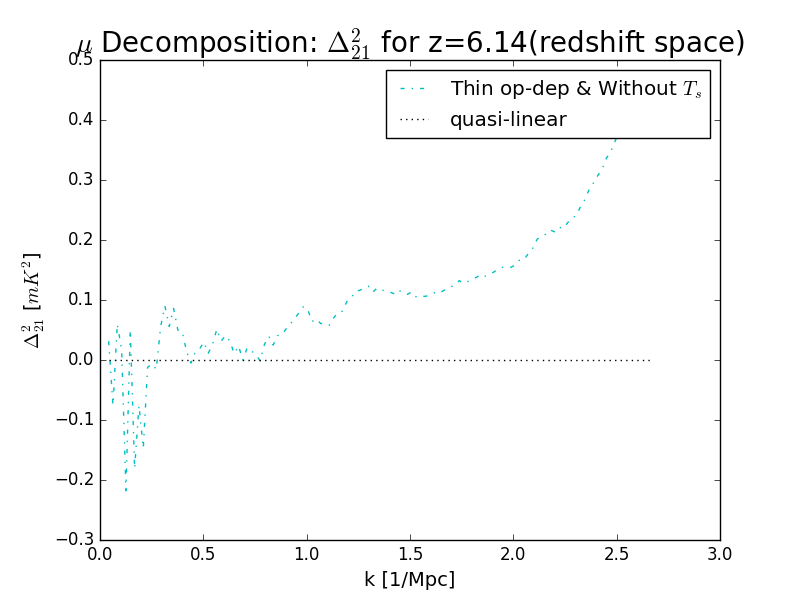 μ Decomposition: Δ²₂₁ for z=6.14(redshift space)
0.5
0.4
0.3
0.2
0.1
0.0
−0.1
−0.2
−0.3
Δ²₂₁ [mK²]
Thin op-dep & Without Tₛ
quasi-linear
0.0 0.5 1.0 1.5 2.0 2.5 3.0
k [1/Mpc]